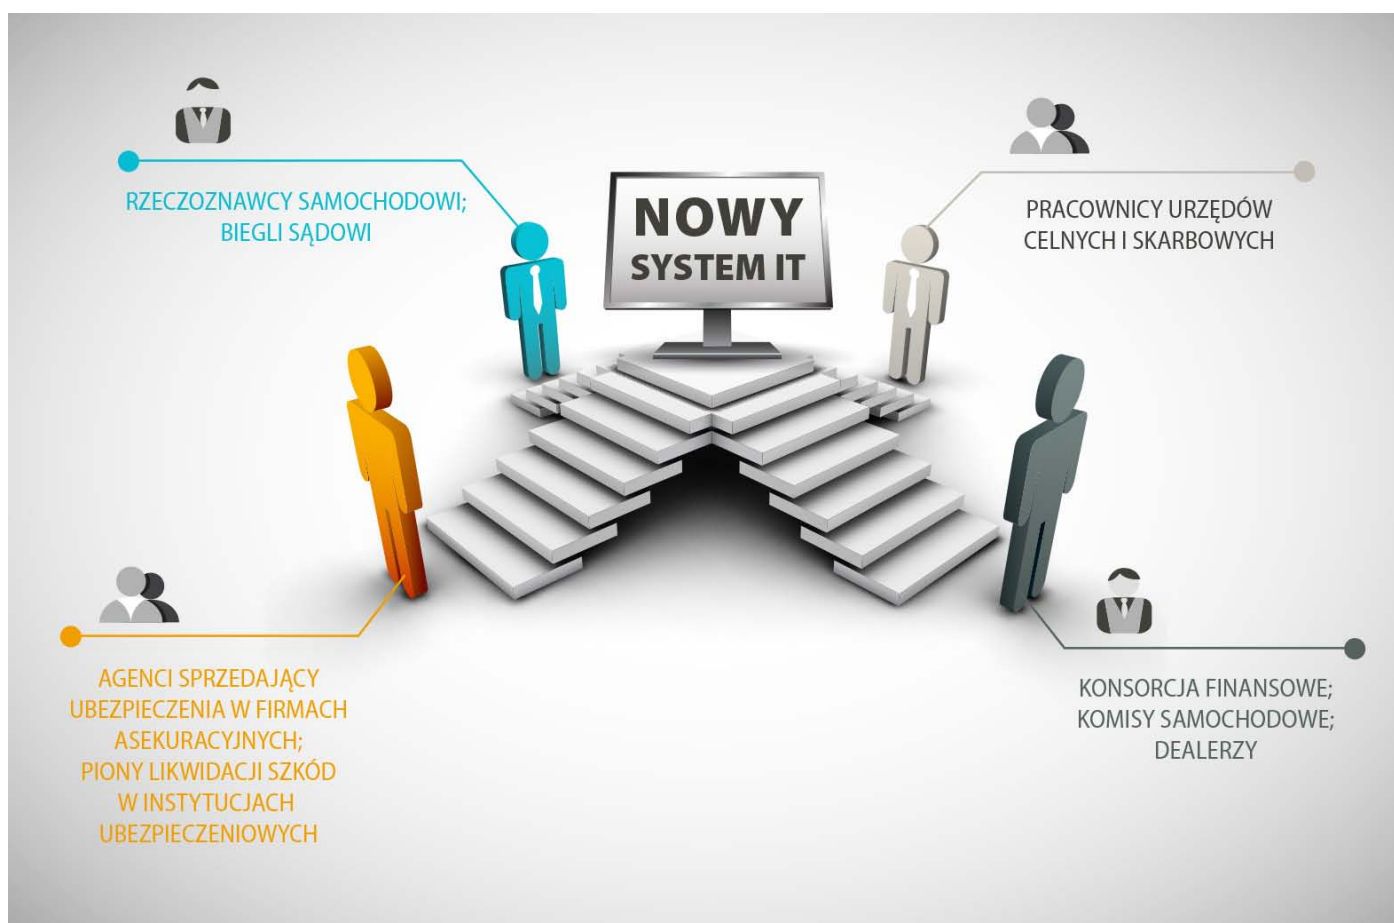 NOWY
SYSTEM IT
RZECZOZNAWCY SAMOCHODOWI;
BIEGLI SĄDOWI
PRACOWNICY URZĘDÓW
CELNYCH I SKARBOWYCH
AGENCI SPRZEDAJĄCY
UBEZPIECZENIA W FIRMACH
ASEKURACYJNYCH;
PIONY LIKWIDACJI SZKÓD
W INSTYTUCJACH
UBEZPIECZENIOWYCH
KONSORCJA FINANSOWE;
KOMISY SAMOCHODOWE;
DEALERZY